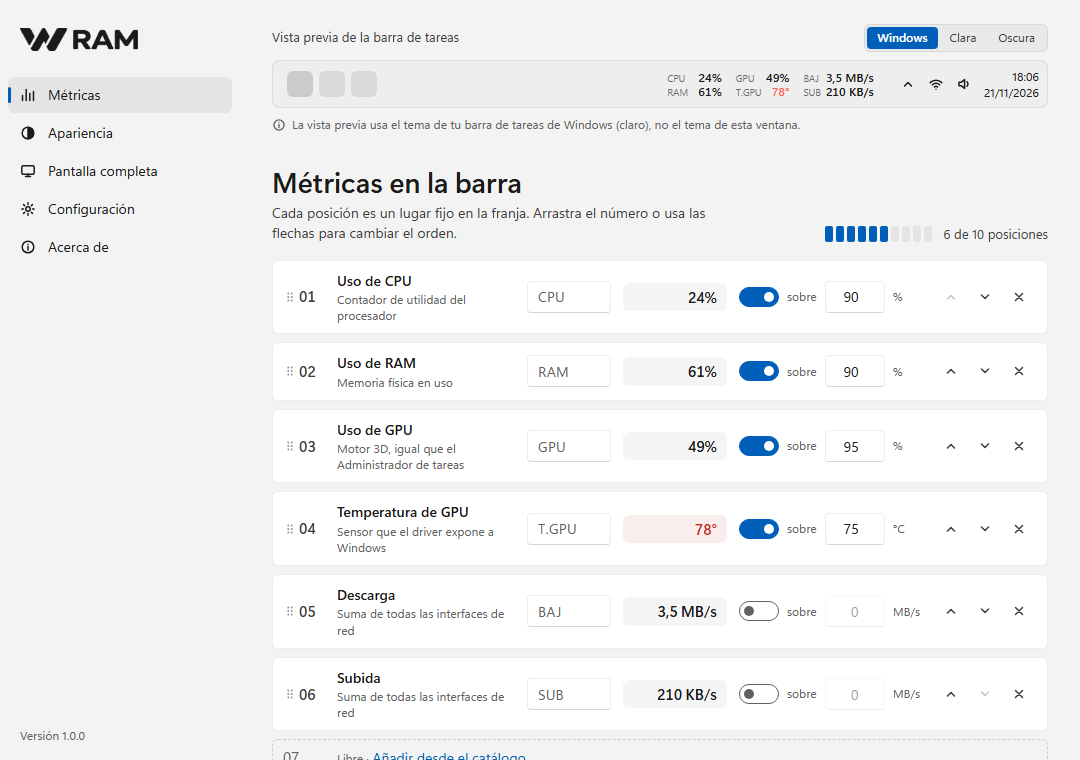 W RAM
Métricas
Apariencia
Pantalla completa
Configuración
Acerca de
Versión 1.0.0
Vista previa de la barra de tareas
Windows Clara Oscura
CPU 24% GPU 49% BAJ 3,5 MB/s
RAM 61% T.GPU 78° SUB 210 KB/s
18:06
21/11/2026
La vista previa usa el tema de tu barra de tareas de Windows (claro), no el tema de esta ventana.
Métricas en la barra
Cada posición es un lugar fijo en la franja. Arrastra el número o usa las
flechas para cambiar el orden.
6 de 10 posiciones
01 Uso de CPU
Contador de utilidad del
procesador
CPU 24% sobre 90 %
02 Uso de RAM
Memoria física en uso
RAM 61% sobre 90 %
03 Uso de GPU
Motor 3D, igual que el
Administrador de tareas
GPU 49% sobre 95 %
04 Temperatura de GPU
Sensor que el driver expone a
Windows
T.GPU 78° sobre 75 °C
05 Descarga
Suma de todas las interfaces de
red
BAJ 3,5 MB/s sobre 0 MB/s
06 Subida
Suma de todas las interfaces de
red
SUB 210 KB/s sobre 0 MB/s
07 Libre · Añadir desde el catálogo